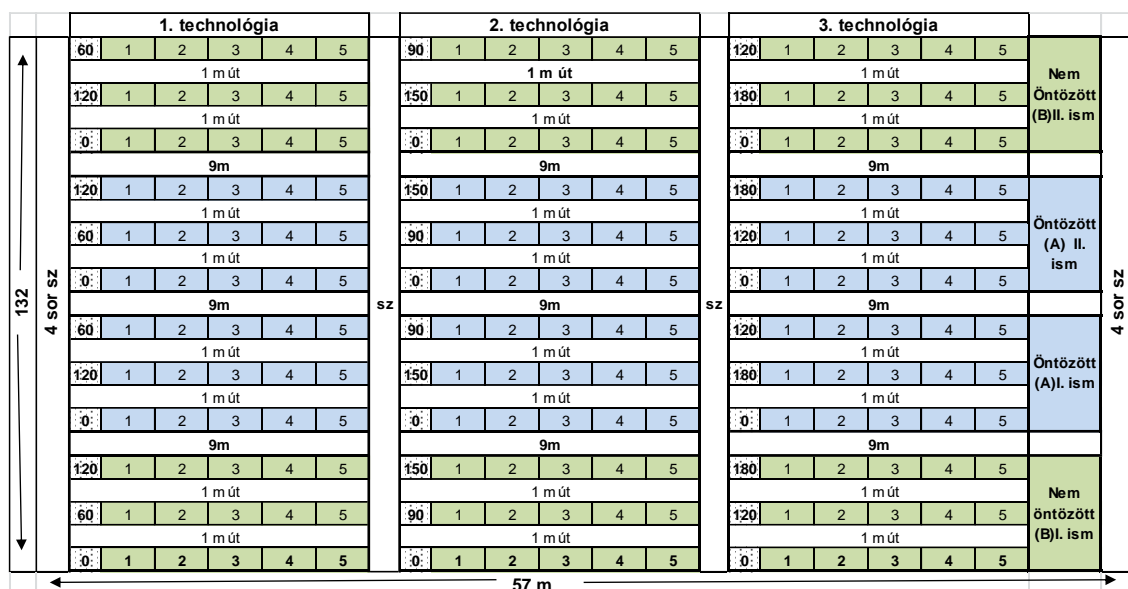 1. technológia 2. technológia 3. technológia
60 1 2 3 4 5 90 1 2 3 4 5 120 1 2 3 4 5
1 m út 1 m út 1 m út
120 1 2 3 4 5 150 1 2 3 4 5 180 1 2 3 4 5
1 m út 1 m út 1 m út
0 1 2 3 4 5 0 1 2 3 4 5 0 1 2 3 4 5
Nem
Öntözött
(B)II. ism
9m 9m 9m
120 1 2 3 4 5 150 1 2 3 4 5 180 1 2 3 4 5
1 m út 1 m út 1 m út
60 1 2 3 4 5 90 1 2 3 4 5 120 1 2 3 4 5
1 m út 1 m út 1 m út
0 1 2 3 4 5 0 1 2 3 4 5 0 1 2 3 4 5
Öntözött
(A) II.
ism
132
4 sor sz
9m sz 9m sz 9m
4 sor sz
60 1 2 3 4 5 90 1 2 3 4 5 120 1 2 3 4 5
1 m út 1 m út 1 m út
120 1 2 3 4 5 150 1 2 3 4 5 180 1 2 3 4 5
1 m út 1 m út 1 m út
0 1 2 3 4 5 0 1 2 3 4 5 0 1 2 3 4 5
Öntözött
(A)I. ism
9m 9m 9m
120 1 2 3 4 5 150 1 2 3 4 5 180 1 2 3 4 5
1 m út 1 m út 1 m út
60 1 2 3 4 5 90 1 2 3 4 5 120 1 2 3 4 5
1 m út 1 m út 1 m út
0 1 2 3 4 5 0 1 2 3 4 5 0 1 2 3 4 5
Nem
öntözött
(B)I. ism
57 m